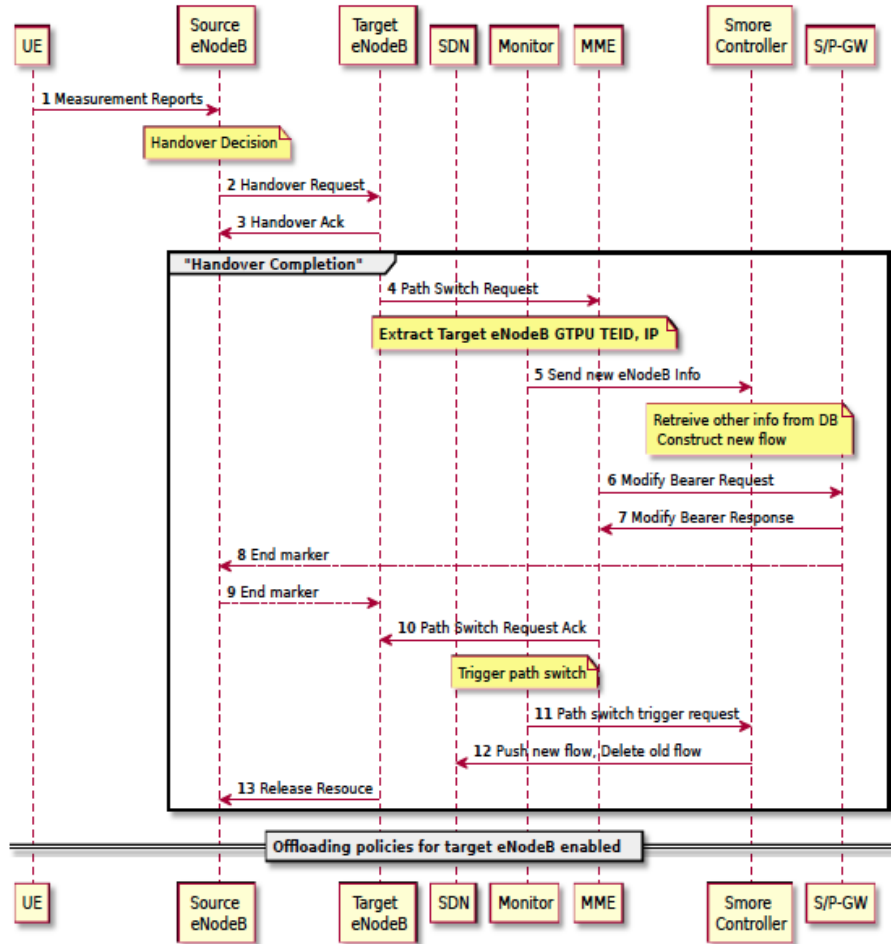 UE
Source
eNodeB
Target
eNodeB
SDN
Monitor
MME
Smore
Controller
S/P-GW
1 Measurement Reports
Handover Decision
2 Handover Request
3 Handover Ack
"Handover Completion"
4 Path Switch Request
Extract Target eNodeB GTPU TEID, IP
5 Send new eNodeB Info
Retreive other info from DB
Construct new flow
6 Modify Bearer Request
7 Modify Bearer Response
8 End marker
9 End marker
10 Path Switch Request Ack
Trigger path switch
11 Path switch trigger request
12 Push new flow, Delete old flow
13 Release Resouce
Offloading policies for target eNodeB enabled
UE
Source
eNodeB
Target
eNodeB
SDN
Monitor
MME
Smore
Controller
S/P-GW